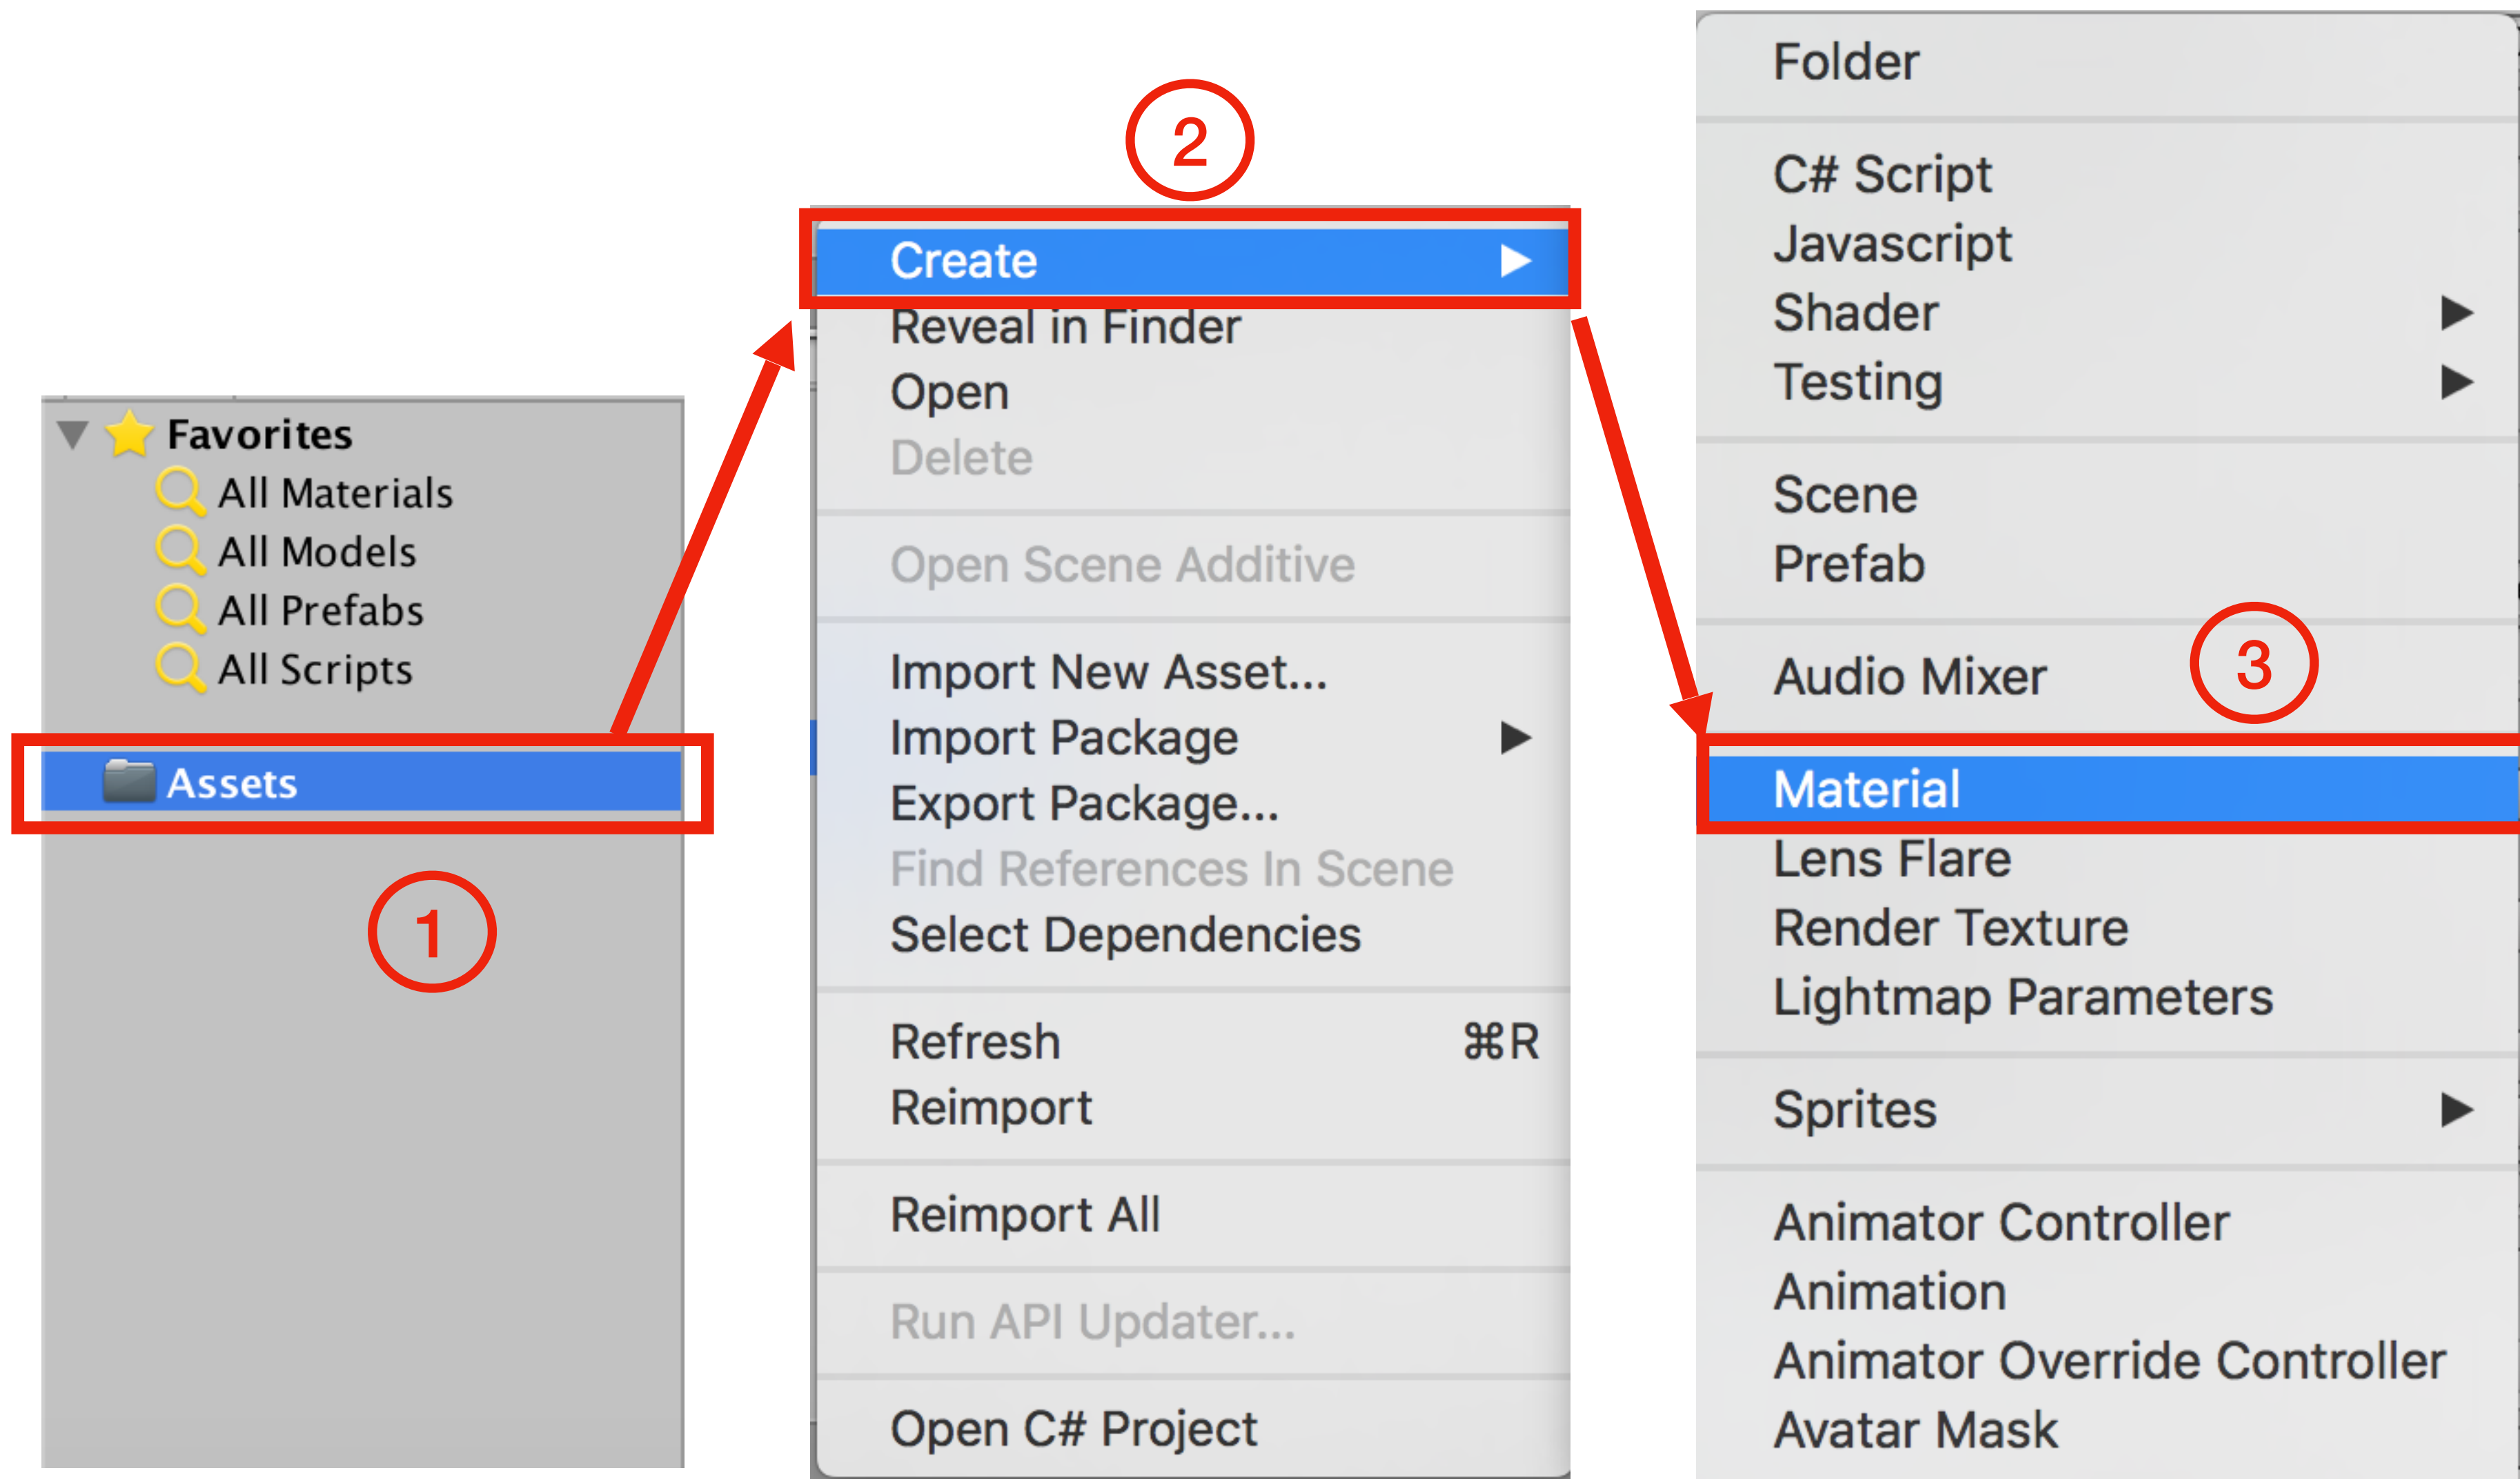 Favorites
All Materials
All Models
All Prefabs
All Scripts
Assets
1
2
Create
Reveal in Finder
Open
Delete
Open Scene Additive
Import New Asset...
Import Package
Export Package...
Find References In Scene
Select Dependencies
Refresh ⌘R
Reimport
Reimport All
Run API Updater...
Open C# Project
Folder
C# Script
Javascript
Shader
Testing
Scene
Prefab
Audio Mixer
3
Material
Lens Flare
Render Texture
Lightmap Parameters
Sprites
Animator Controller
Animation
Animator Override Controller
Avatar Mask